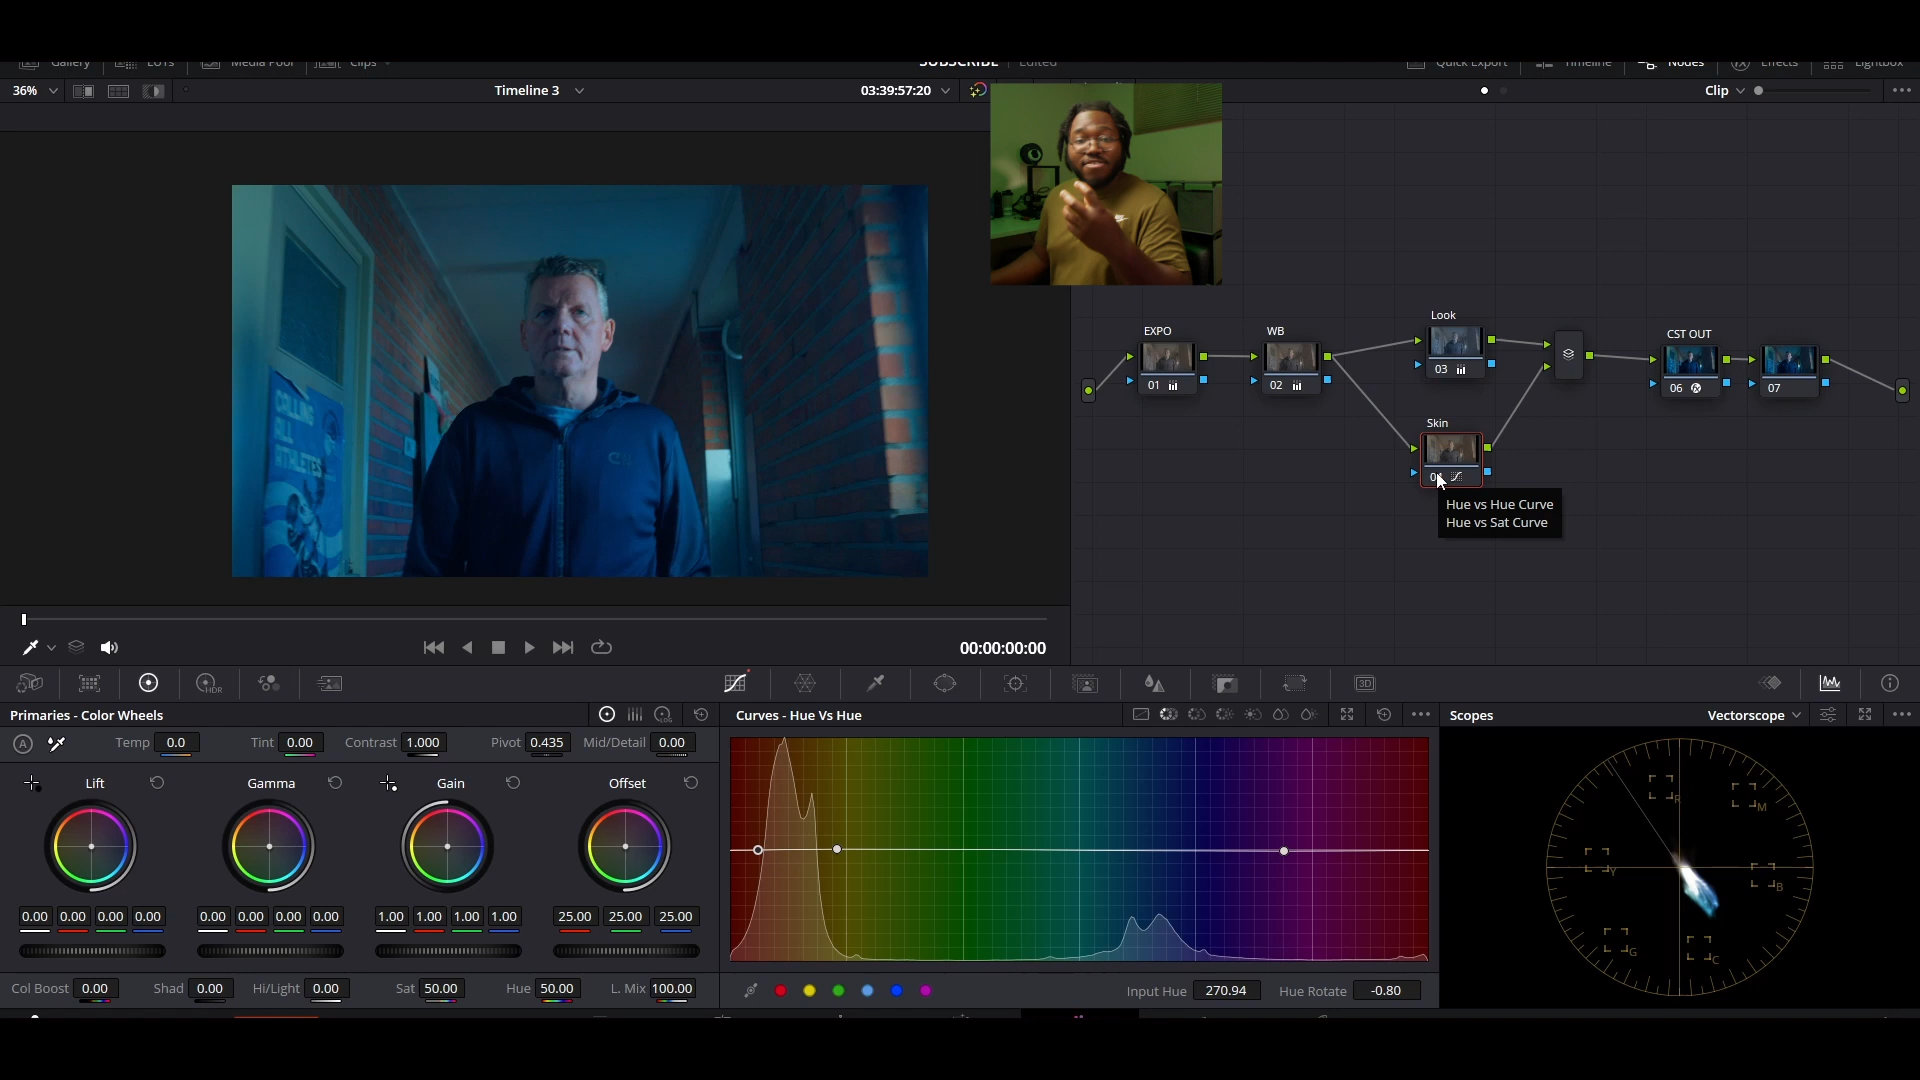 Gallery LUTs Media Pool Clips SUBSCRIBE Edited Quick Export Timeline Nodes Effects Lightbox
36% Timeline 3 03:39:57:20 Clip
CALLING
ALL
EXPO WB Look CST OUT
01 02 03 06 07
Skin
Hue vs Hue Curve
Hue vs Sat Curve
00:00:00:00
HDR 3D
Primaries - Color Wheels LOG Curves - Hue Vs Hue Scopes Vectorscope
A Temp 0.0 Tint 0.00 Contrast 1.000 Pivot 0.435 Mid/Detail 0.00
Lift Gamma Gain Offset
R M
Y B
G C
0.00 0.00 0.00 0.00 0.00 0.00 0.00 0.00 1.00 1.00 1.00 1.00 25.00 25.00 25.00
Col Boost 0.00 Shad 0.00 Hi/Light 0.00 Sat 50.00 Hue 50.00 L. Mix 100.00 Input Hue 270.94 Hue Rotate -0.80